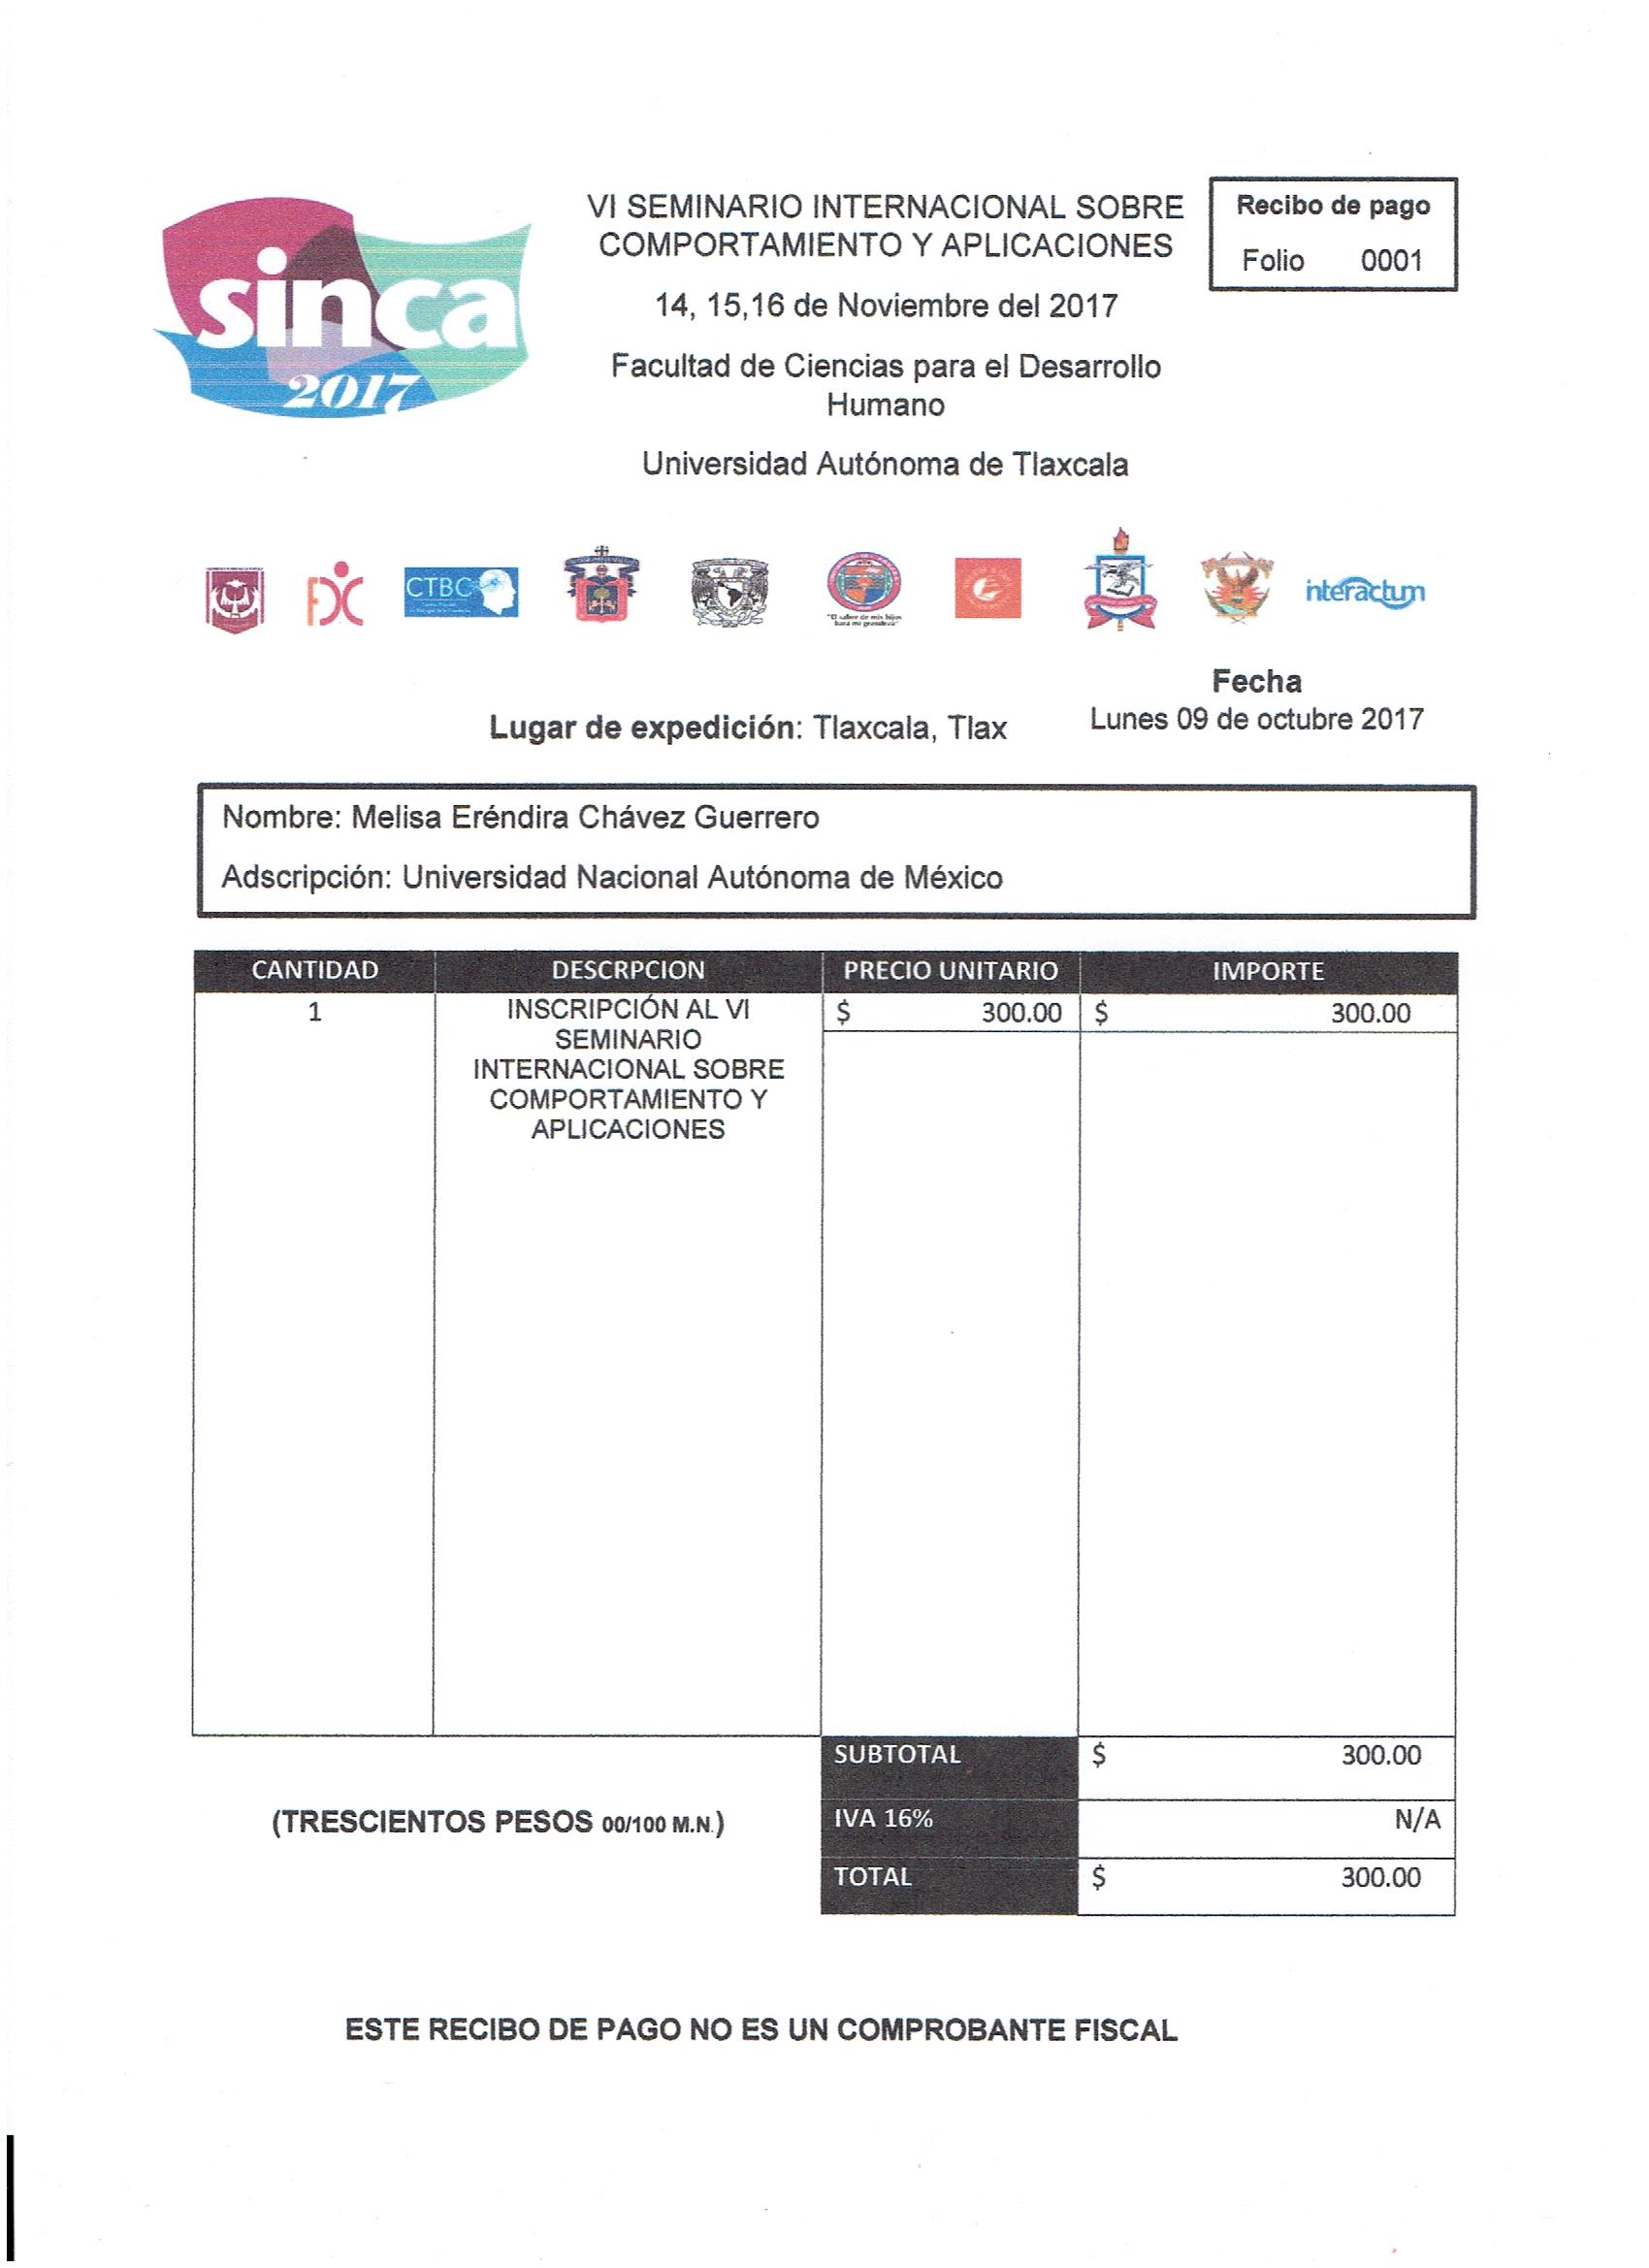 sinca
2017
VI SEMINARIO INTERNACIONAL SOBRE
COMPORTAMIENTO Y APLICACIONES
14, 15,16 de Noviembre del 2017
Facultad de Ciencias para el Desarrollo
Humano
Universidad Autónoma de Tlaxcala
Recibo de pago
Folio 0001
CTBC
"El saber de mis hijos
hará mi grandeza"
interactum
Fecha
Lunes 09 de octubre 2017
Lugar de expedición: Tlaxcala, Tlax
Nombre: Melisa Eréndira Chávez Guerrero
Adscripción: Universidad Nacional Autónoma de México
CANTIDAD DESCRPCION PRECIO UNITARIO IMPORTE
1 INSCRIPCIÓN AL VI $ 300.00 $ 300.00
SEMINARIO
INTERNACIONAL SOBRE
COMPORTAMIENTO Y
APLICACIONES
SUBTOTAL $ 300.00
(TRESCIENTOS PESOS 00/100 M.N.) IVA 16% N/A
TOTAL $ 300.00
ESTE RECIBO DE PAGO NO ES UN COMPROBANTE FISCAL